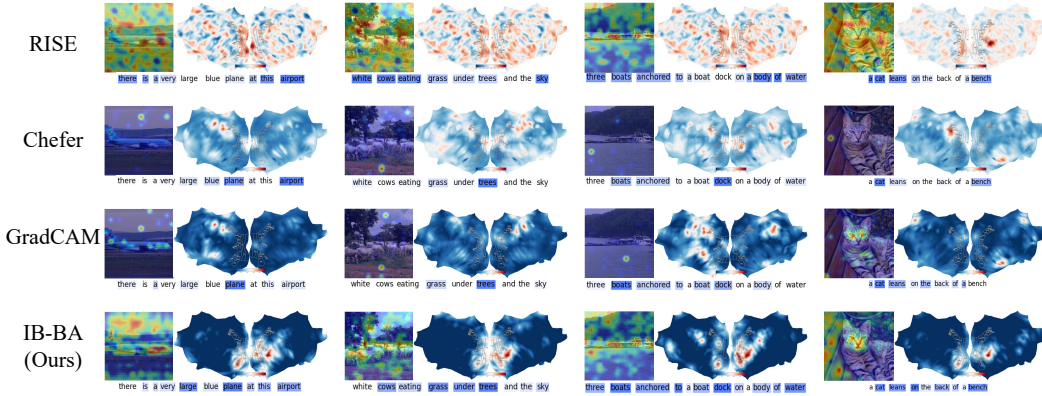 RISE
there is a very large blue plane at this airport
white cows eating grass under trees and the sky
three boats anchored to a boat dock on a body of water
a cat leans on the back of a bench
Chefer
there is a very large blue plane at this airport
white cows eating grass under trees and the sky
three boats anchored to a boat dock on a body of water
a cat leans on the back of a bench
GradCAM
there is a very large blue plane at this airport
white cows eating grass under trees and the sky
three boats anchored to a boat dock on a body of water
a cat leans on the back of a bench
IB-BA
(Ours)
there is a very large blue plane at this airport
white cows eating grass under trees and the sky
three boats anchored to a boat dock on a body of water
a cat leans on the back of a bench